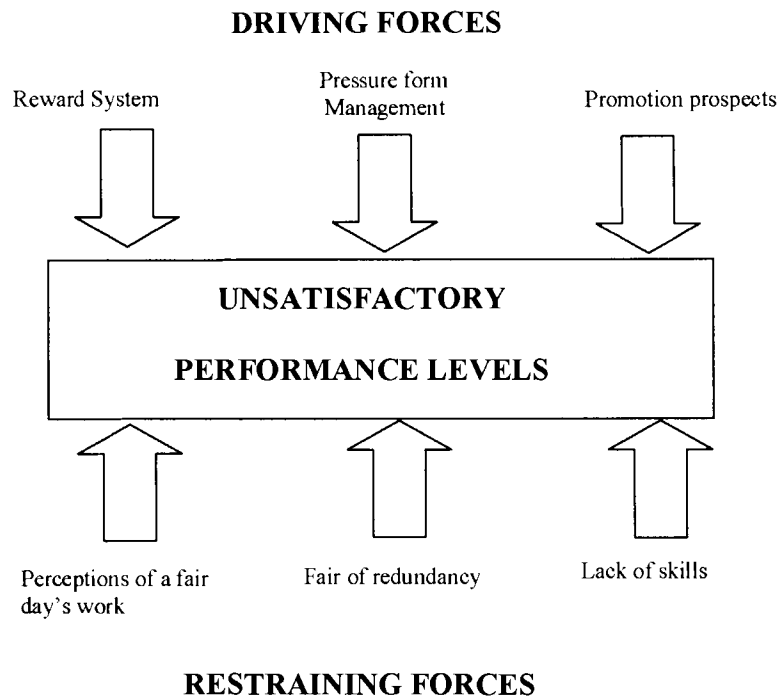 DRIVING FORCES
Reward System
Pressure form
Management
Promotion prospects
UNSATISFACTORY
PERFORMANCE LEVELS
Perceptions of a fair
day's work
Fair of redundancy
Lack of skills
RESTRAINING FORCES